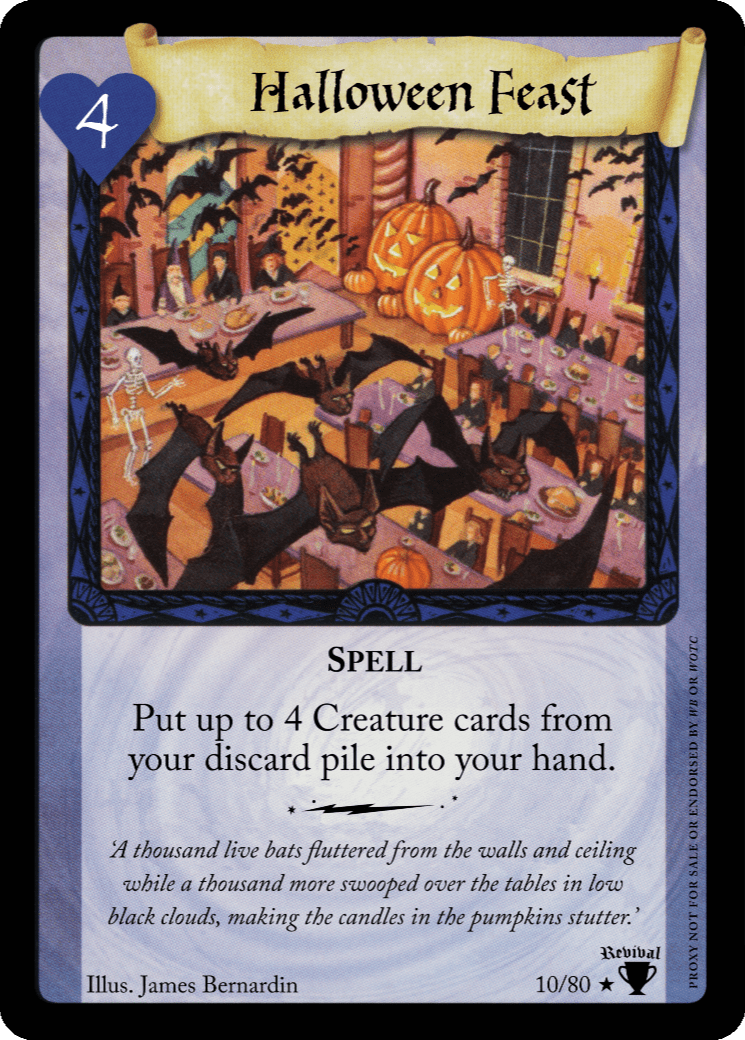 4
Halloween Feast
SPELL
Put up to 4 Creature cards from
your discard pile into your hand.
‘A thousand live bats fluttered from the walls and ceiling
while a thousand more swooped over the tables in low
black clouds, making the candles in the pumpkins stutter.’
Illus. James Bernardin
10/80 ★
Revival
PROXY NOT FOR SALE OR ENDORSED BY WB OR WOTC